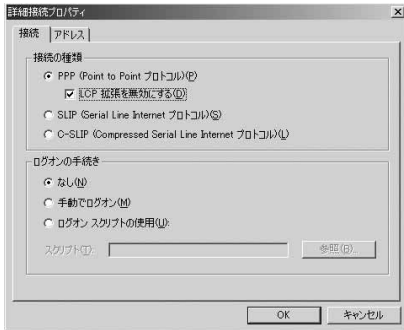 詳細接続プロパティ
接続 アドレス
接続の種類
PPP (Point to Point プロトコル)(P)
LCP 拡張を無効にする(D)
SLIP (Serial Line Internet プロトコル)(S)
C-SLIP (Compressed Serial Line Internet プロトコル)(L)
ログオンの手続き
なし(N)
手動でログオン(M)
ログオン スクリプトの使用(U):
スクリプト(T): 参照(B)...
OK キャンセル